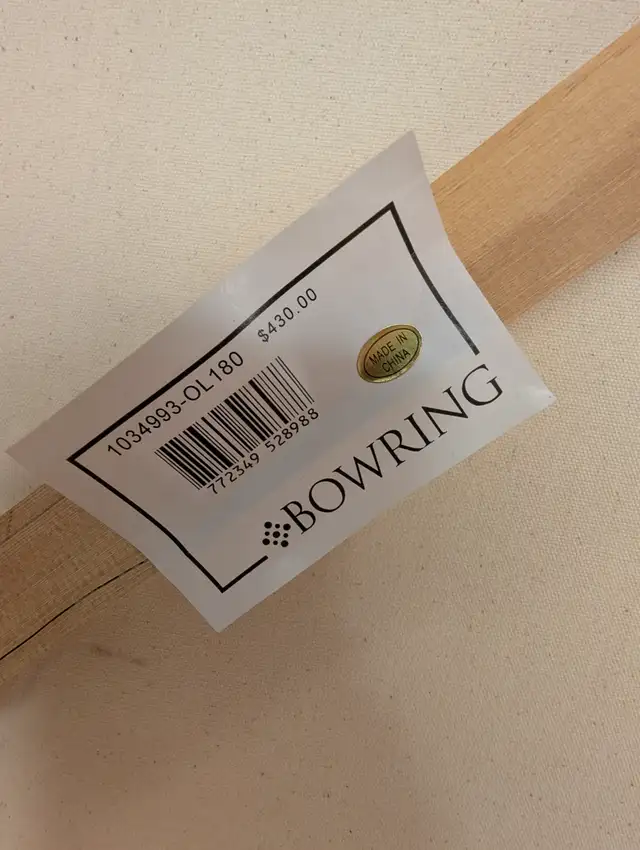 1034993-OL180 $430.00
772349 528988
MADE IN
CHINA
BOWRING